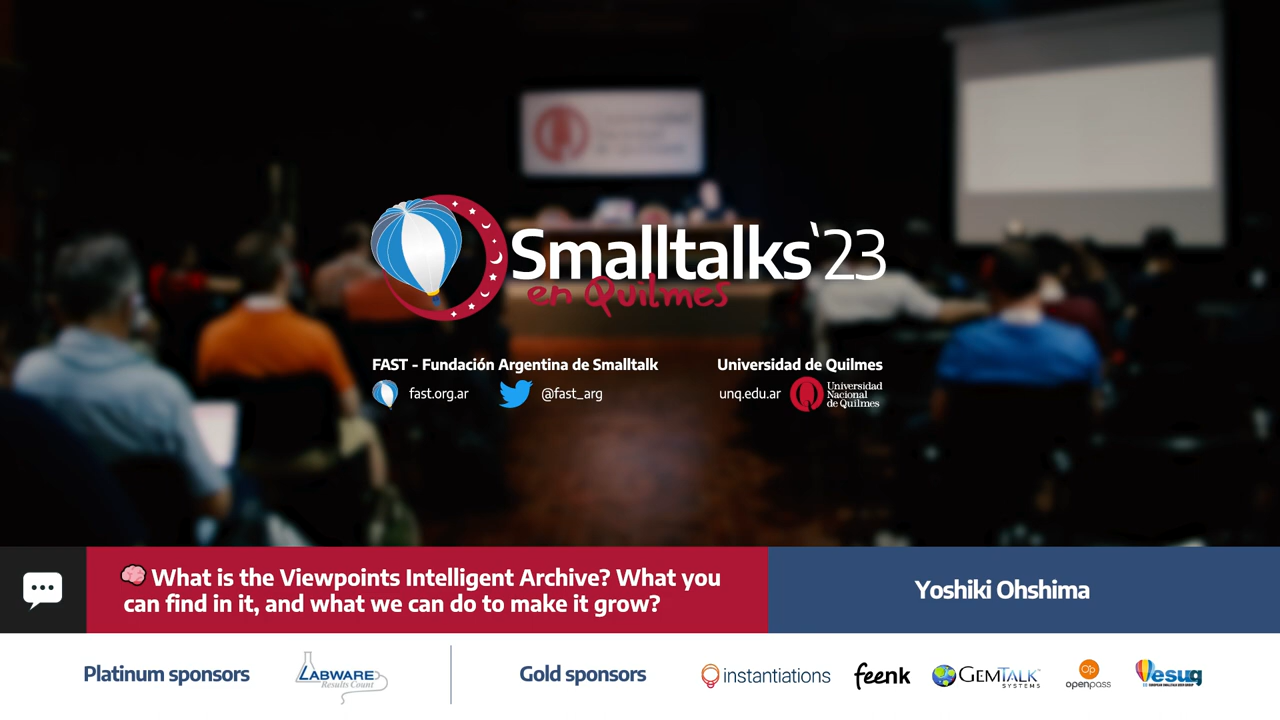 Smalltalks'23
en Quilmes
FAST - Fundación Argentina de Smalltalk
Universidad de Quilmes
fast.org.ar
@fast_arg
unq.edu.ar
Universidad
Nacional
de Quilmes
What is the Viewpoints Intelligent Archive? What you
can find in it, and what we can do to make it grow?
Yoshiki Ohshima
Platinum sponsors
LABWARE
Results Count
Gold sponsors
instantiations
feenk
GEMTALK
SYSTEMS
Ob
openpass
esug